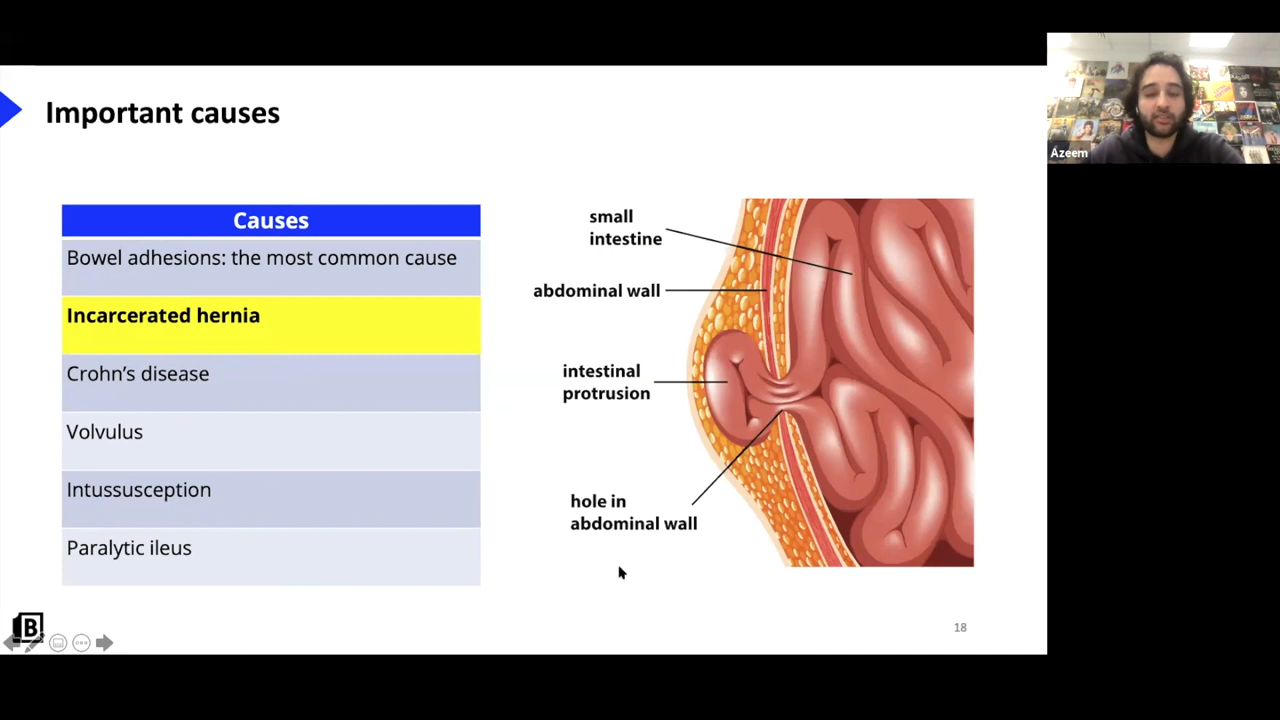 Important causes
Azeem
Causes
Bowel adhesions: the most common cause
Incarcerated hernia
Crohn’s disease
Volvulus
Intussusception
Paralytic ileus
small
intestine
abdominal wall
intestinal
protrusion
hole in
abdominal wall
B
18